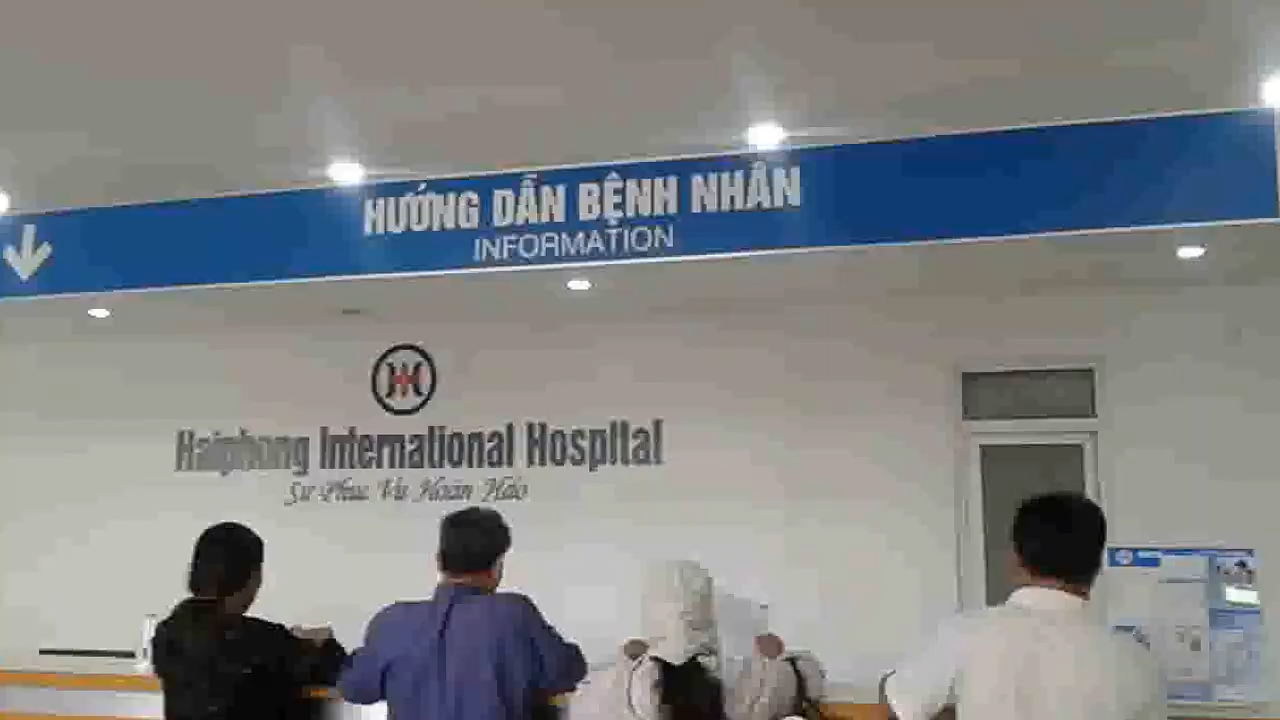 HƯỚNG DẪN BỆNH NHÂN
INFORMATION
Haiphong International Hospital
Sự Phục Vụ Hoàn Hảo